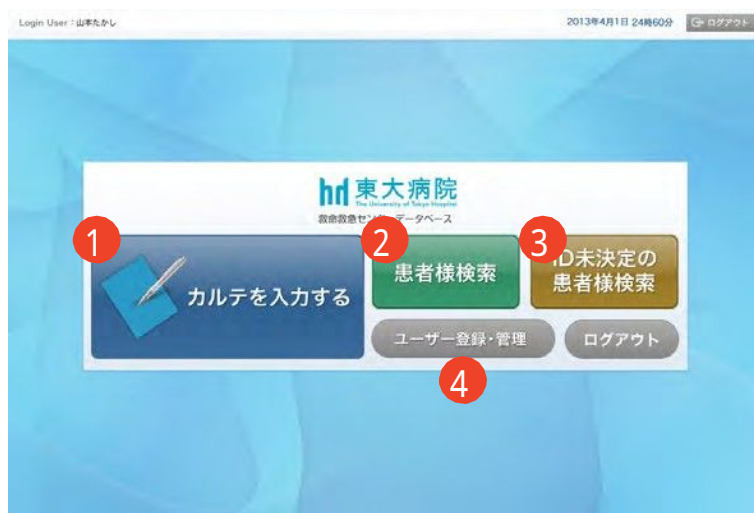 Login User：山本たかし
2013年4月1日 24時60分
ログアウト
hd 東大病院
The University of Tokyo Hospital
救命救急センターデータベース
1
カルテを入力する
2
患者様検索
3
ID未決定の
患者様検索
ユーザー登録・管理
ログアウト
4